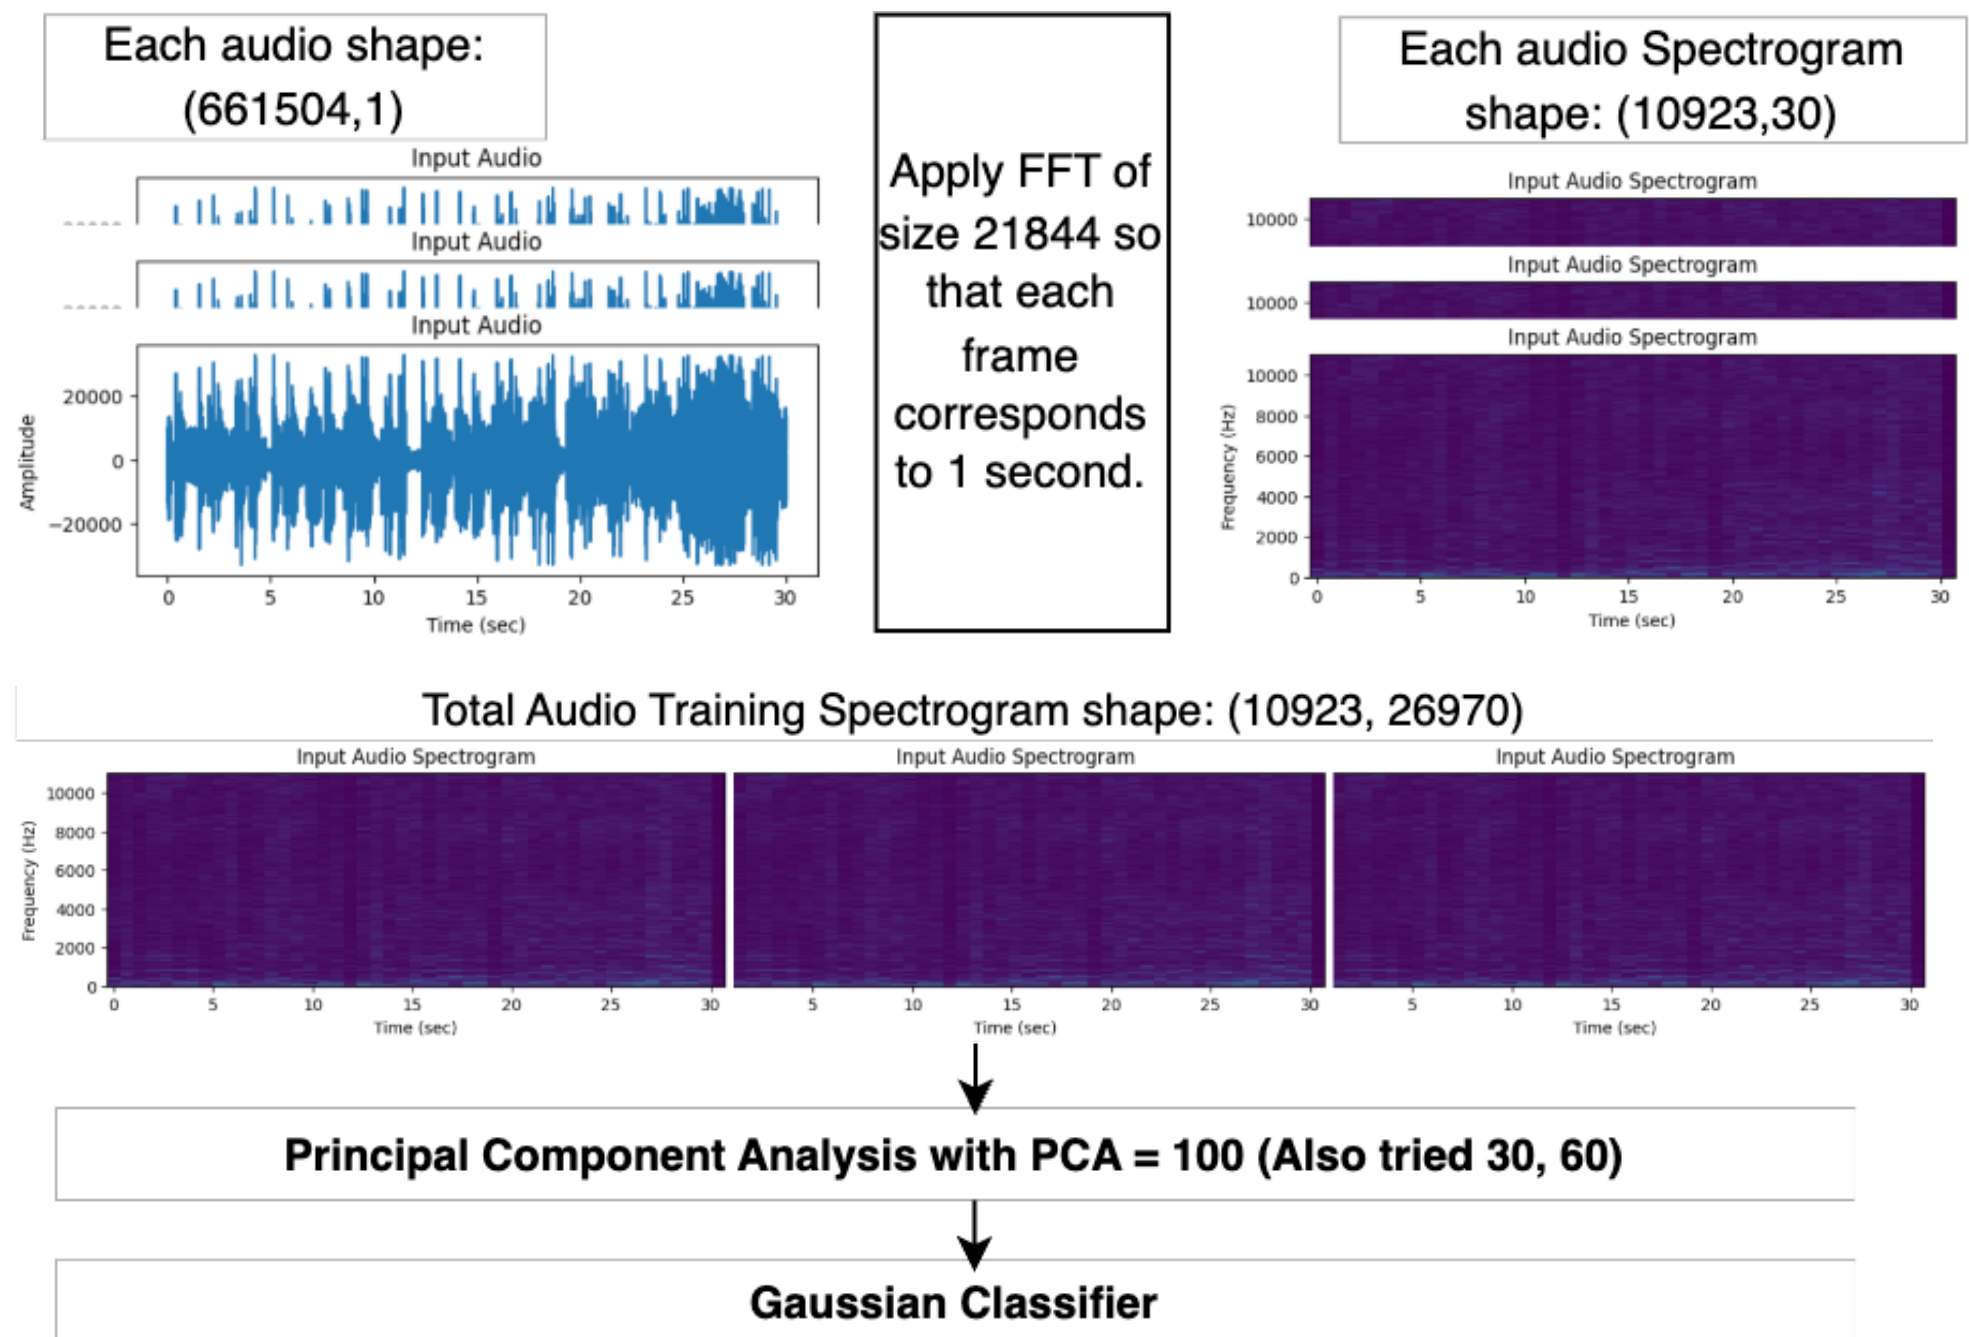 Each audio shape:
(661504,1)
Input Audio
Input Audio
Input Audio
20000
0
−20000
Amplitude
0 5 10 15 20 25 30
Time (sec)
Apply FFT of
size 21844 so
that each
frame
corresponds
to 1 second.
Each audio Spectrogram
shape: (10923,30)
Input Audio Spectrogram
10000
Input Audio Spectrogram
10000
Input Audio Spectrogram
10000
8000
6000
4000
2000
0
Frequency (Hz)
0 5 10 15 20 25 30
Time (sec)
Total Audio Training Spectrogram shape: (10923, 26970)
Input Audio Spectrogram Input Audio Spectrogram Input Audio Spectrogram
10000
8000
6000
4000
2000
0
Frequency (Hz)
0 5 10 15 20 25 30 5 10 15 20 25 30 5 10 15 20 25 30
Time (sec) Time (sec) Time (sec)
Principal Component Analysis with PCA = 100 (Also tried 30, 60)
Gaussian Classifier